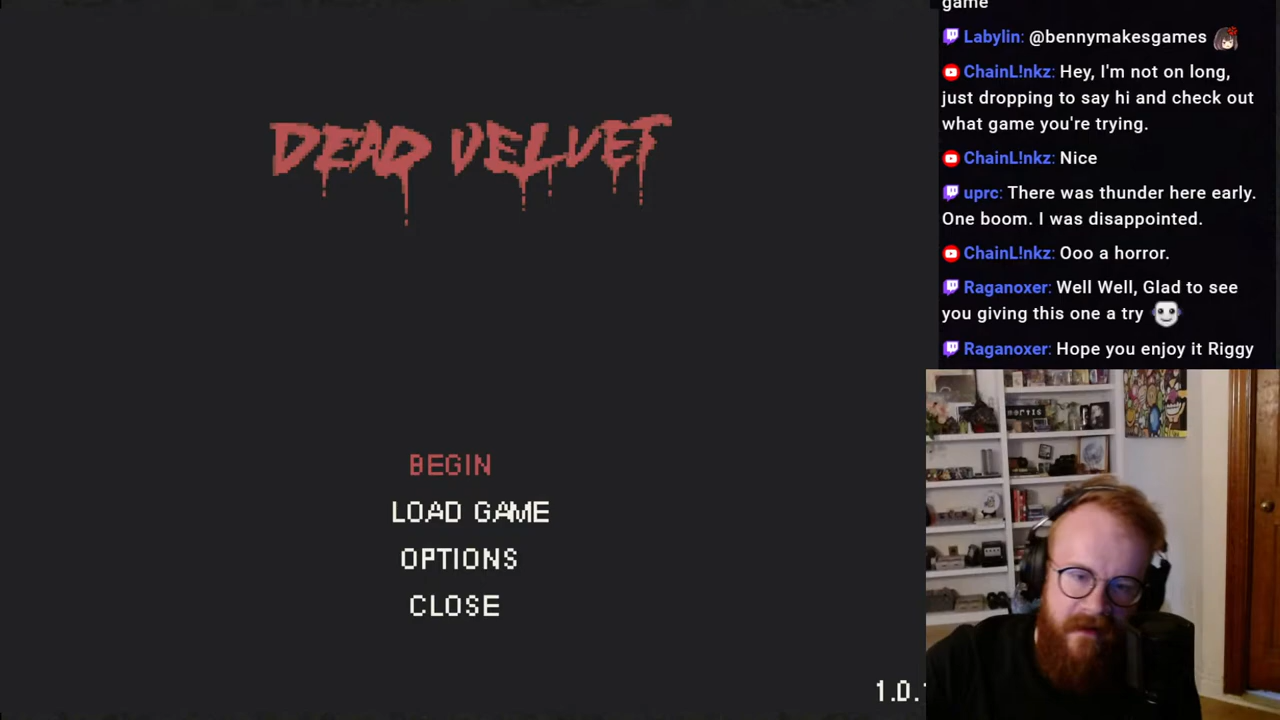 DEAD VELVET
BEGIN
LOAD GAME
OPTIONS
CLOSE
1.0.
game
Labylin: @bennymakesgames
ChainL!nkz: Hey, I'm not on long,
just dropping to say hi and check out
what game you're trying.
ChainL!nkz: Nice
uprc: There was thunder here early.
One boom. I was disappointed.
ChainL!nkz: Ooo a horror.
Raganoxer: Well Well, Glad to see
you giving this one a try
Raganoxer: Hope you enjoy it Riggy